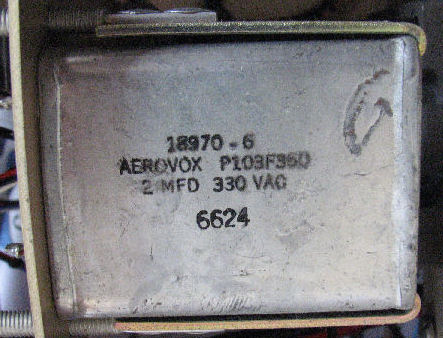 18970-6
AEROVOX P103F360
2 MFD 330 VAC
6624